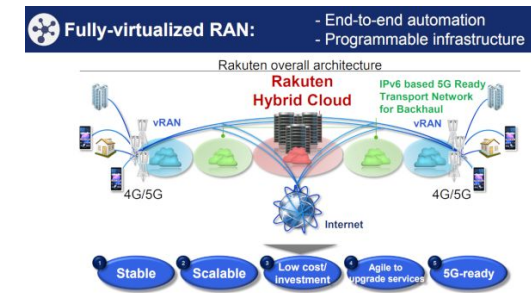 Fully-virtualized RAN:
- End-to-end automation
- Programmable infrastructure
Rakuten overall architecture
Rakuten
Hybrid Cloud
IPv6 based 5G Ready
Transport Network
for Backhaul
vRAN
vRAN
4G/5G
4G/5G
Internet
1
Stable
2
Scalable
3
Low cost/
investment
4
Agile to
upgrade services
5
5G-ready